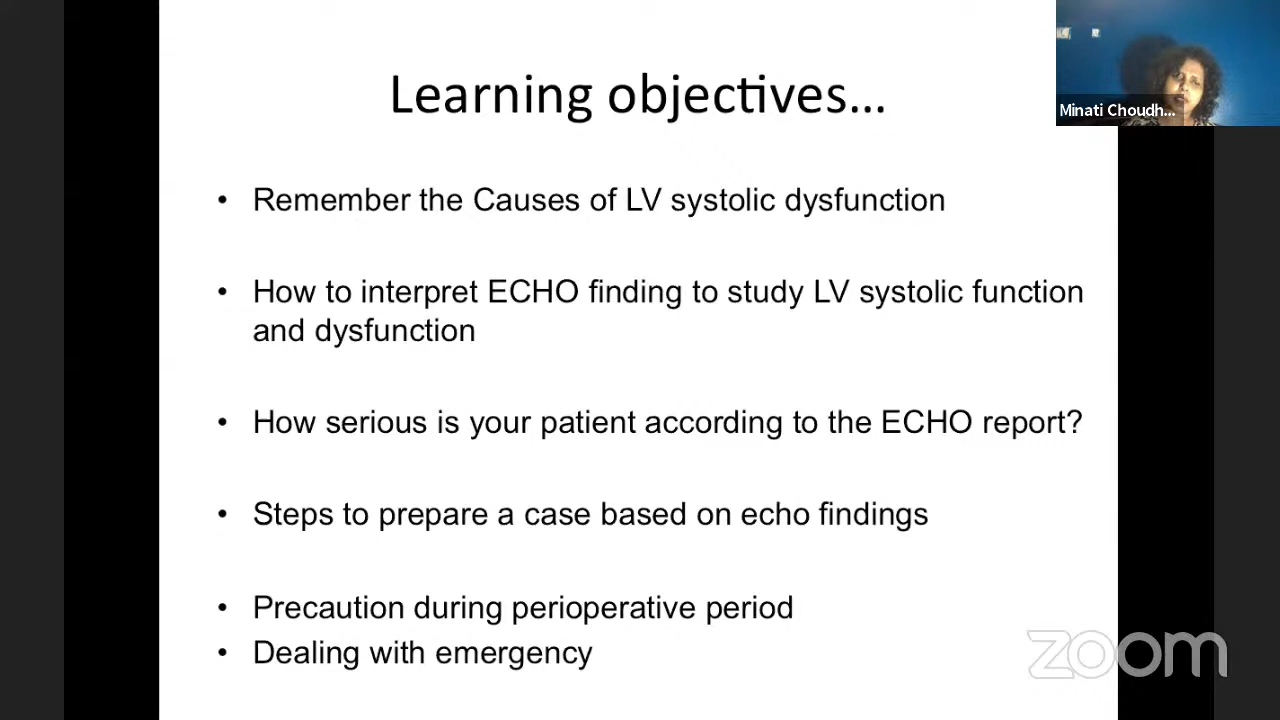 Learning objectives...
Minati Choudh...
• Remember the Causes of LV systolic dysfunction
• How to interpret ECHO finding to study LV systolic function
and dysfunction
• How serious is your patient according to the ECHO report?
• Steps to prepare a case based on echo findings
• Precaution during perioperative period
• Dealing with emergency
zoom